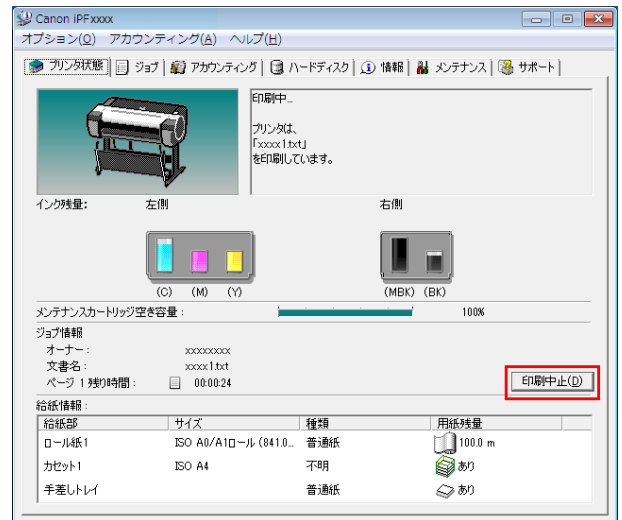 Canon iPFxxxx
オプション(O) アカウンティング(A) ヘルプ(H)
プリンタ状態 ジョブ アカウンティング ハードディスク 情報 メンテナンス サポート
印刷中...
プリンタは、
「xxxx1.txt」
を印刷しています。
インク残量: 左側 右側
(C) (M) (Y) (MBK) (BK)
メンテナンスカートリッジ空き容量: 100%
ジョブ情報
オーナー: xxxxxxxx
文書名: xxxx1.txt
ページ 1 残り時間: 00:00:24
印刷中止(D)
給紙情報:
給紙部 サイズ 種類 用紙残量
ロール紙1 ISO A0/A1ロール (841.0... 普通紙 100.0 m
カセット1 ISO A4 不明 あり
手差しトレイ 普通紙 あり